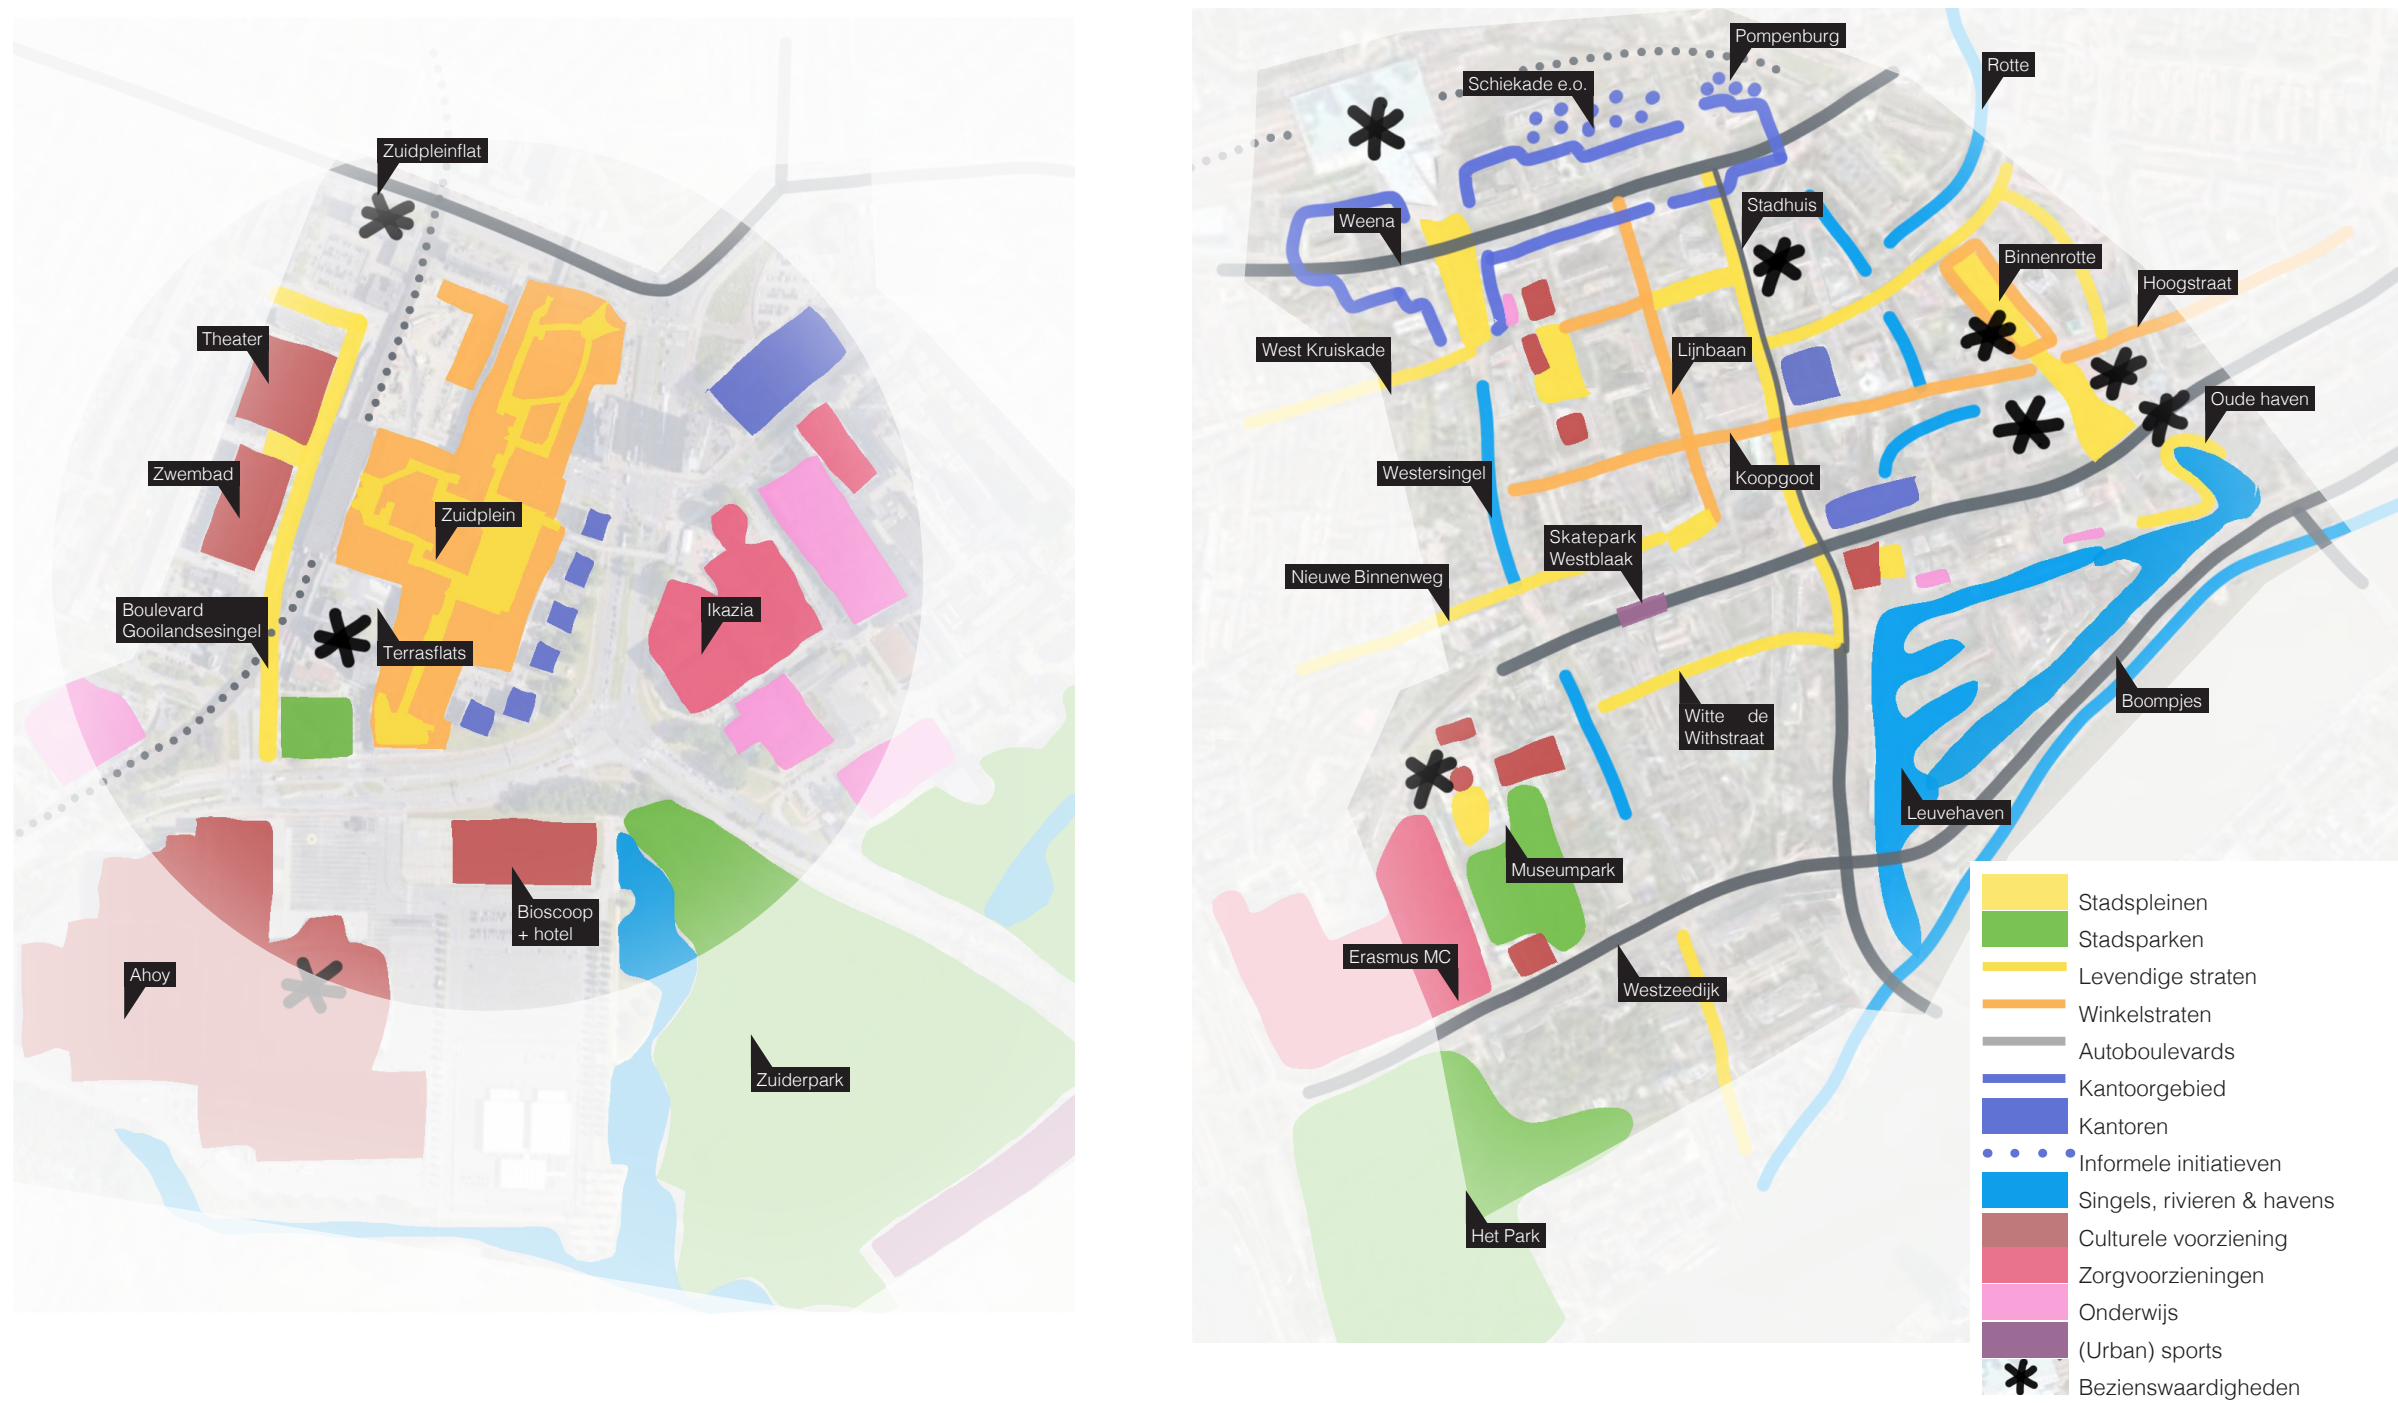 Zuidpleinflat
Theater
Zwembad
Zuidplein
Boulevard
Gooilandsesingel
Terrasflats
Ikazia
Bioscoop
+ hotel
Ahoy
Zuiderpark
Pompenburg
Rotte
Schiekade e.o.
Stadhuis
Weena
Binnenrotte
Hoogstraat
West Kruiskade
Lijnbaan
Oude haven
Westersingel
Koopgoot
Skatepark
Westblaak
Nieuwe Binnenweg
Witte de
Withstraat
Boompjes
Leuvehaven
Museumpark
Erasmus MC
Westzeedijk
Het Park
Stadspleinen
Stadsparken
Levendige straten
Winkelstraten
Autoboulevards
Kantoorgebied
Kantoren
Informele initiatieven
Singels, rivieren & havens
Culturele voorziening
Zorgvoorzieningen
Onderwijs
(Urban) sports
Bezienswaardigheden